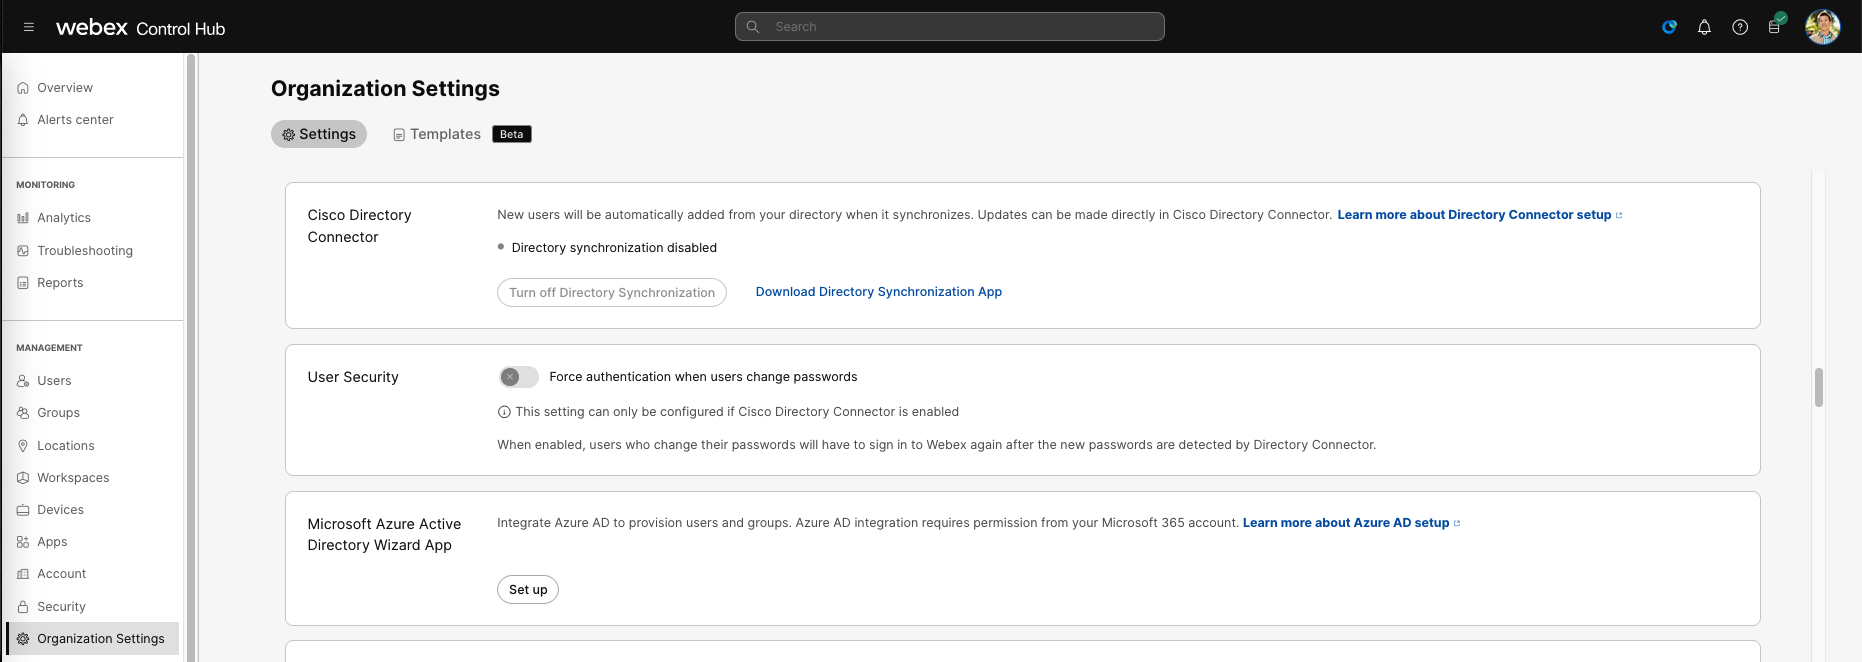 webex Control Hub
Search
Overview
Alerts center
MONITORING
Analytics
Troubleshooting
Reports
MANAGEMENT
Users
Groups
Locations
Workspaces
Devices
Apps
Account
Security
Organization Settings
Organization Settings
Settings
Templates Beta
Cisco Directory
Connector
New users will be automatically added from your directory when it synchronizes. Updates can be made directly in Cisco Directory Connector. Learn more about Directory Connector setup
Directory synchronization disabled
Turn off Directory Synchronization
Download Directory Synchronization App
User Security
Force authentication when users change passwords
This setting can only be configured if Cisco Directory Connector is enabled
When enabled, users who change their passwords will have to sign in to Webex again after the new passwords are detected by Directory Connector.
Microsoft Azure Active
Directory Wizard App
Integrate Azure AD to provision users and groups. Azure AD integration requires permission from your Microsoft 365 account. Learn more about Azure AD setup
Set up